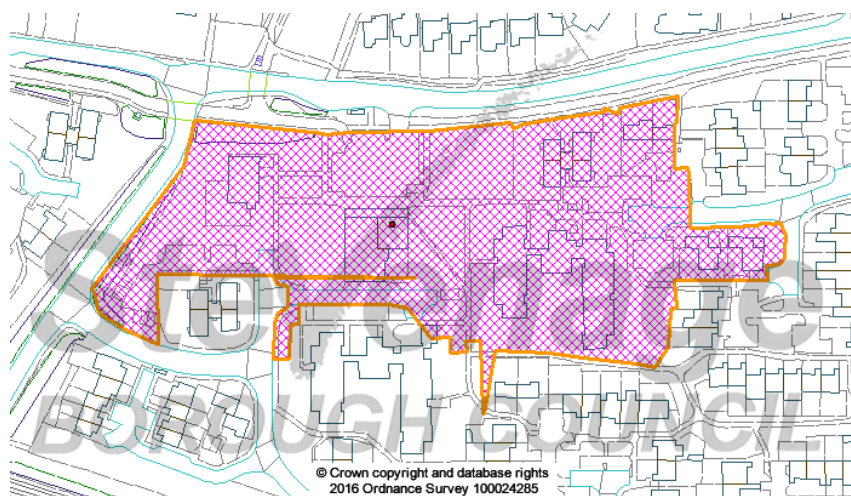 Stevenage
BOROUGH COUNCIL
© Crown copyright and database rights
2016 Ordnance Survey 100024285